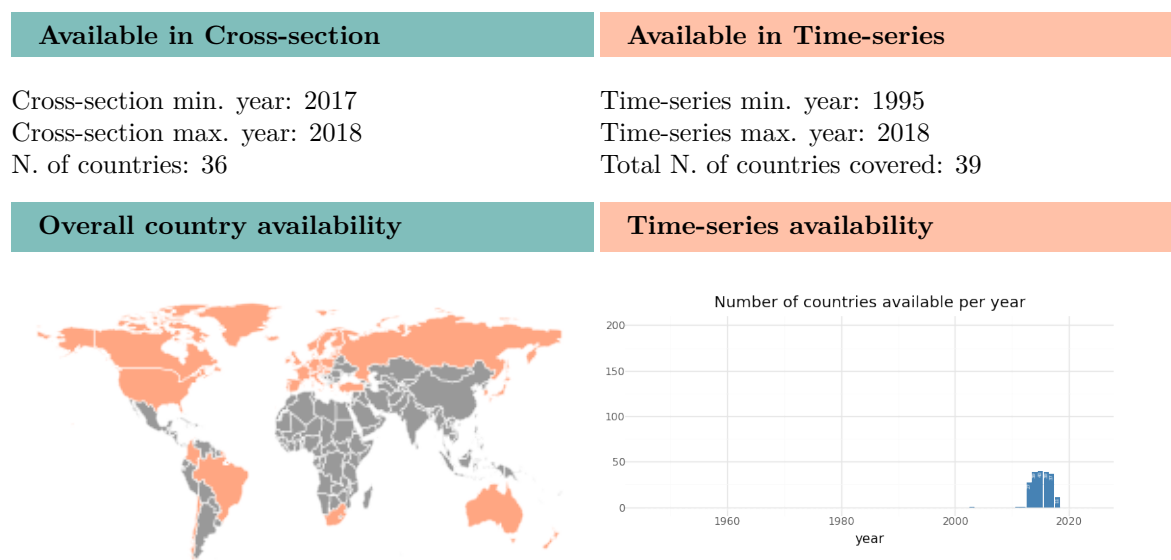 Available in Cross-section
Available in Time-series
Cross-section min. year: 2017
Cross-section max. year: 2018
N. of countries: 36
Time-series min. year: 1995
Time-series max. year: 2018
Total N. of countries covered: 39
Overall country availability
Time-series availability
Number of countries available per year
200
150
100
50
0
1960
1980
2000
2020
year